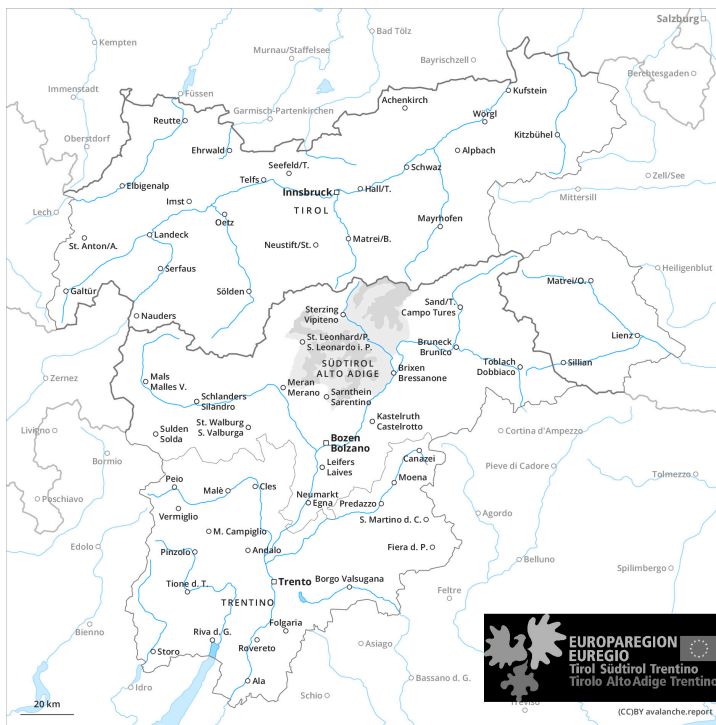 Salzburg
Kempten
Bad Tölz
Murnau/Staffelsee
Bayrischzell
Berchtesgaden
Immenstadt
Füssen
Kufstein
Achenkirch
Garmisch-Partenkirchen
Wörgl
Reutte
Kitzbühel
Oberstdorf
Ehrwald
Alpbach
Seefeld/T.
Schwaz
Zell/See
Telfs
Elbigenalp
Innsbruck
Hall/T.
Mittersill
Imst
TIROL
Lech
Oetz
Mayrhofen
Landeck
St. Anton/A.
Neustift/St.
Matrei/B.
Serfaus
Heiligenblut
Matrei/O.
Galtür
Sölden
Sand/T.
Campo Tures
Nauders
Sterzing
Vipiteno
St. Leonhard/P.
S. Leonardo i. P.
Lienz
Bruneck
Brunico
SÜDTIROL
ALTO ADIGE
Brixen
Bressanone
Toblach
Dobbiaco
Sillian
Zernez
Mals
Malles V.
Meran
Merano
Sarnthein
Sarentino
Schlanders
Silandro
Kastelruth
Castelrotto
St. Walburg
S. Valburga
Sulden
Solda
Livigno
Cortina d'Ampezzo
Bozen
Bolzano
Bormio
Canazei
Leifers
Laives
Pieve di Cadore
Tolmezzo
Peio
Malè
Cles
Moena
Poschiavo
Neumarkt
Egna
Predazzo
Vermiglio
Agordo
S. Martino d. C.
M. Campiglio
Edolo
Pinzolo
Andalo
Fiera d. P.
Belluno
Spilimbergo
Tione d. T.
Trento
Borgo Valsugana
Feltre
TRENTINO
Bienno
Folgaria
Riva d. G.
Rovereto
Storo
Asiago
Ala
Idro
Schio
Bassano d. G.
EUROPAREGION
EUREGIO
Tirol Südtirol Trentino
Tirolo Alto Adige Trentino
Treviso
20 km
(CC)BY avalanche.report